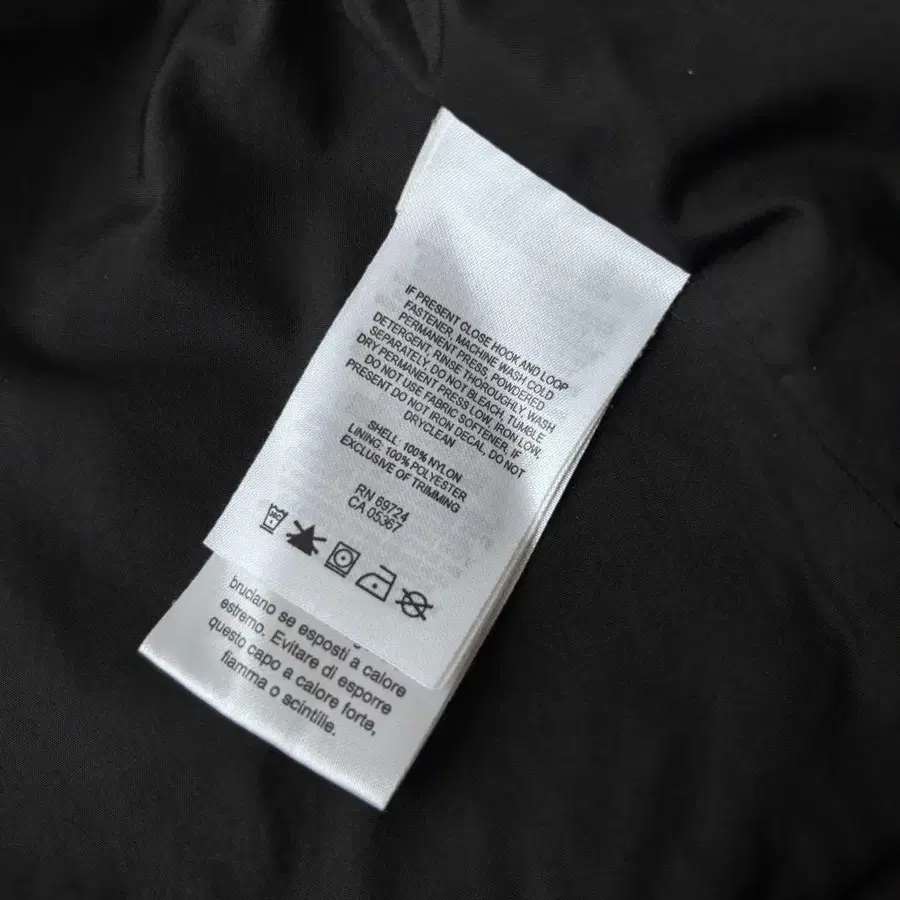 IF PRESENT CLOSE HOOK AND LOOP
FASTENER, MACHINE WASH COLD
PERMANENT PRESS, POWDERED
DETERGENT, RINSE THOROUGHLY, WASH
SEPARATELY, DO NOT BLEACH, TUMBLE
DRY PERMANENT PRESS LOW, IRON LOW,
DO NOT USE FABRIC SOFTENER, IF
PRESENT DO NOT IRON DECAL, DO NOT
DRYCLEAN
SHELL: 100% NYLON
LINING: 100% POLYESTER
EXCLUSIVE OF TRIMMING
RN 69724
CA 05367
bruciano se esposti a calore
estremo. Evitare di esporre
questo capo a calore forte,
fiamma o scintille.